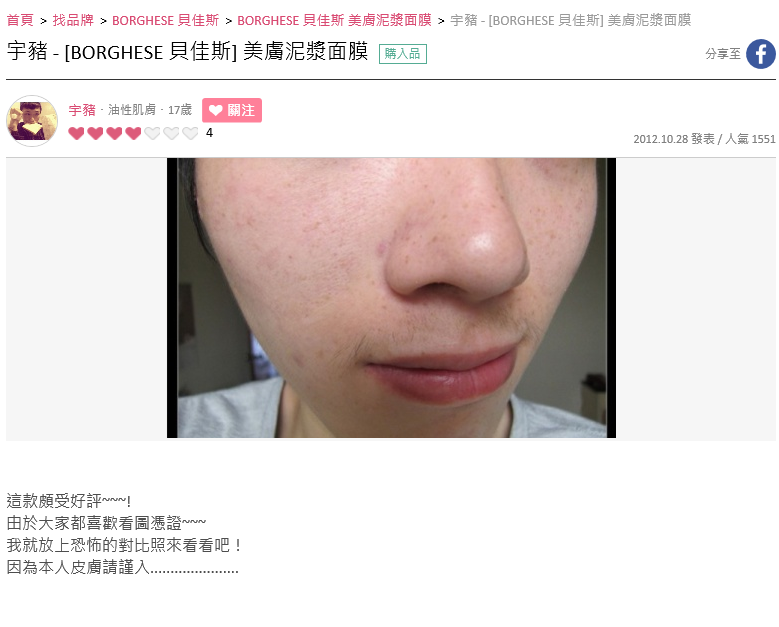 首頁 > 找品牌 > BORGHESE 貝佳斯 > BORGHESE 貝佳斯 美膚泥漿面膜 > 宇豬 - [BORGHESE 貝佳斯] 美膚泥漿面膜
宇豬 - [BORGHESE 貝佳斯] 美膚泥漿面膜 購入品
分享至
宇豬 · 油性肌膚 · 17歲 關注
4
2012.10.28 發表 / 人氣 1551
這款頗受好評~~~!
由於大家都喜歡看圖憑證~~~
我就放上恐怖的對比照來看看吧！
因為本人皮膚請謹入......................